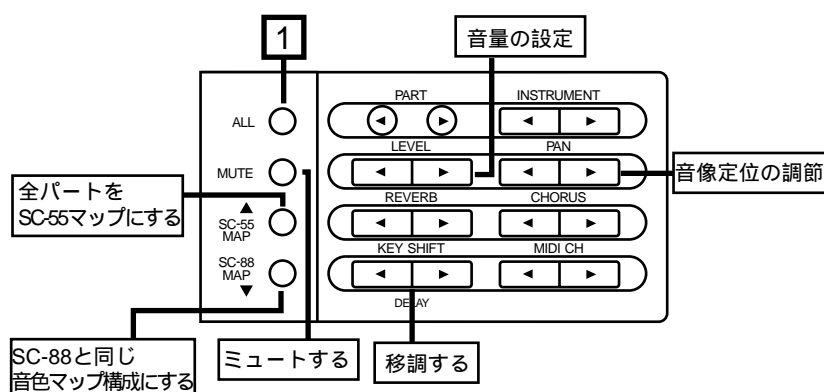 1
音量の設定
PART
INSTRUMENT
ALL
LEVEL
PAN
MUTE
音像定位の調節
全パートを
SC-55マップにする
REVERB
CHORUS
SC-55
MAP
KEY SHIFT
MIDI CH
SC-88
MAP
DELAY
SC-88と同じ
音色マップ構成にする
ミュートする
移調する